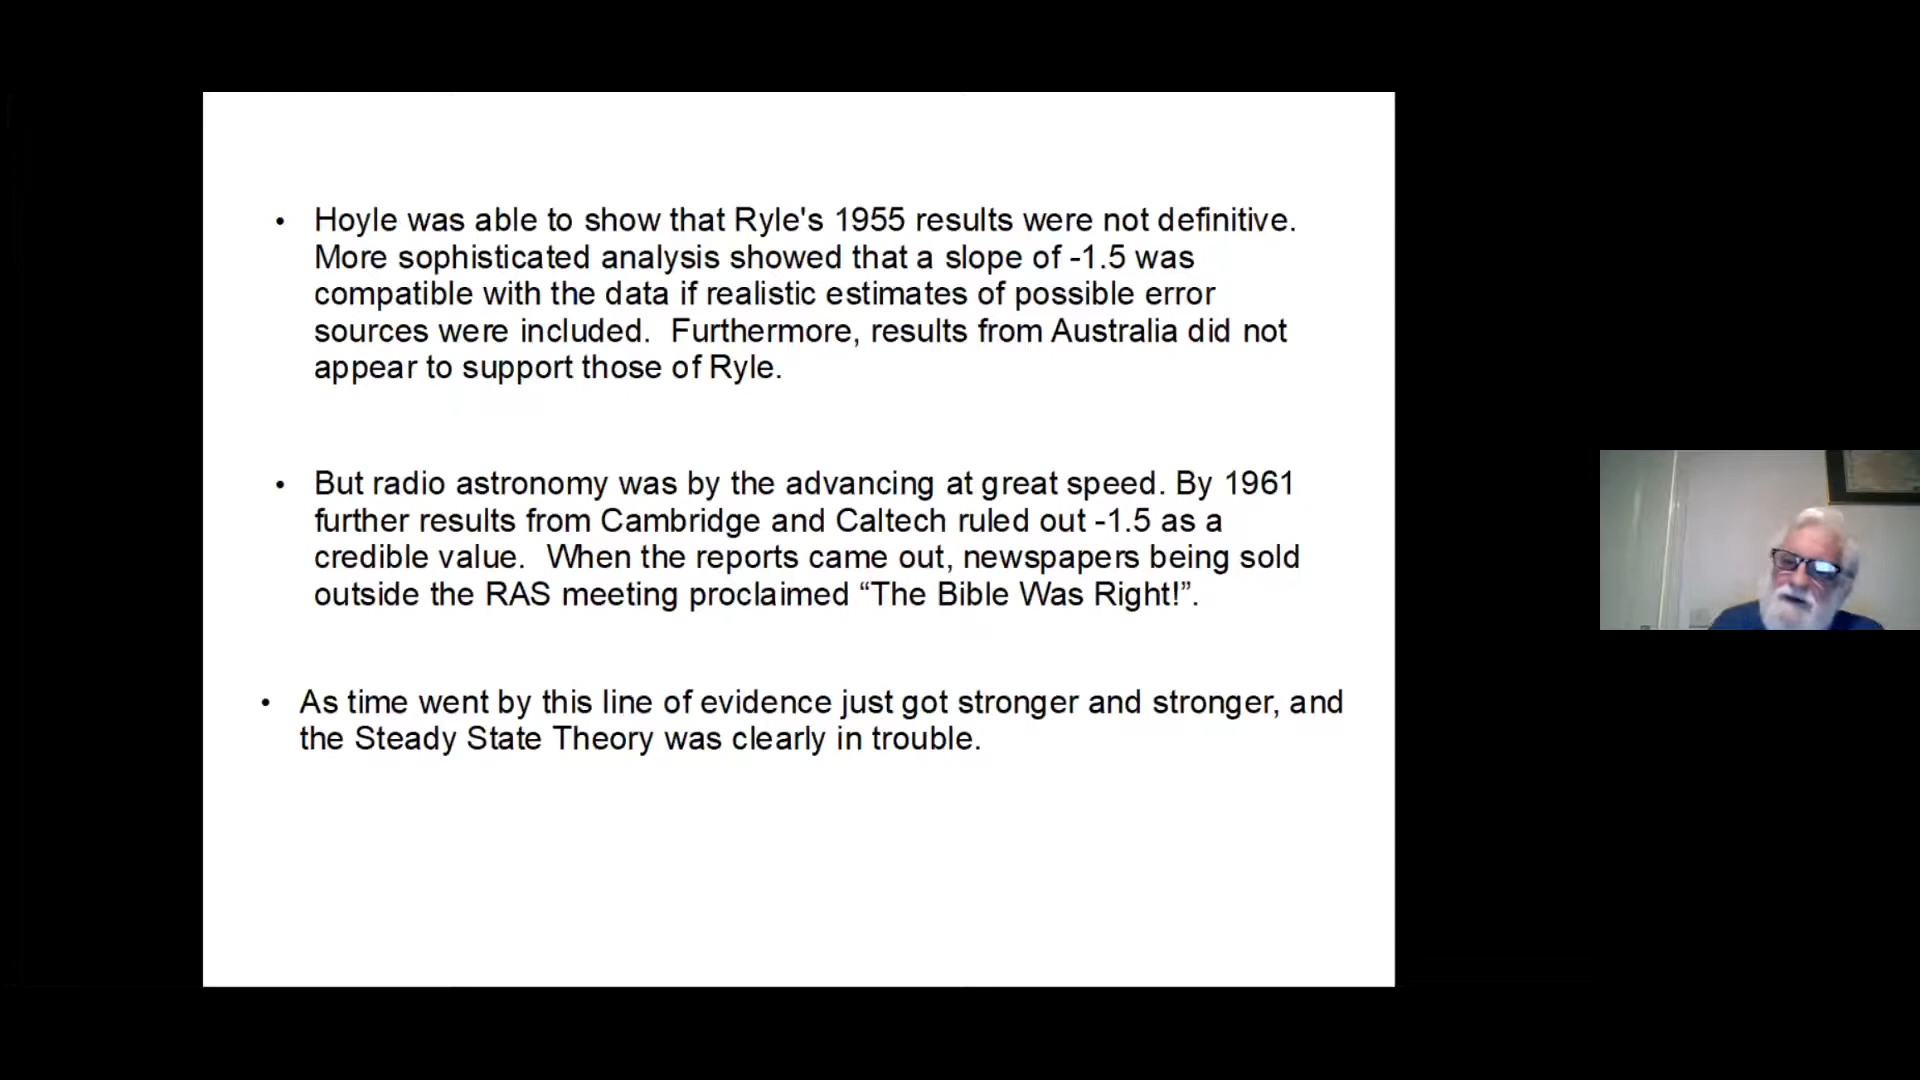 • Hoyle was able to show that Ryle's 1955 results were not definitive.
More sophisticated analysis showed that a slope of -1.5 was
compatible with the data if realistic estimates of possible error
sources were included.  Furthermore, results from Australia did not
appear to support those of Ryle.
• But radio astronomy was by the advancing at great speed. By 1961
further results from Cambridge and Caltech ruled out -1.5 as a
credible value.  When the reports came out, newspapers being sold
outside the RAS meeting proclaimed “The Bible Was Right!”.
• As time went by this line of evidence just got stronger and stronger, and
the Steady State Theory was clearly in trouble.